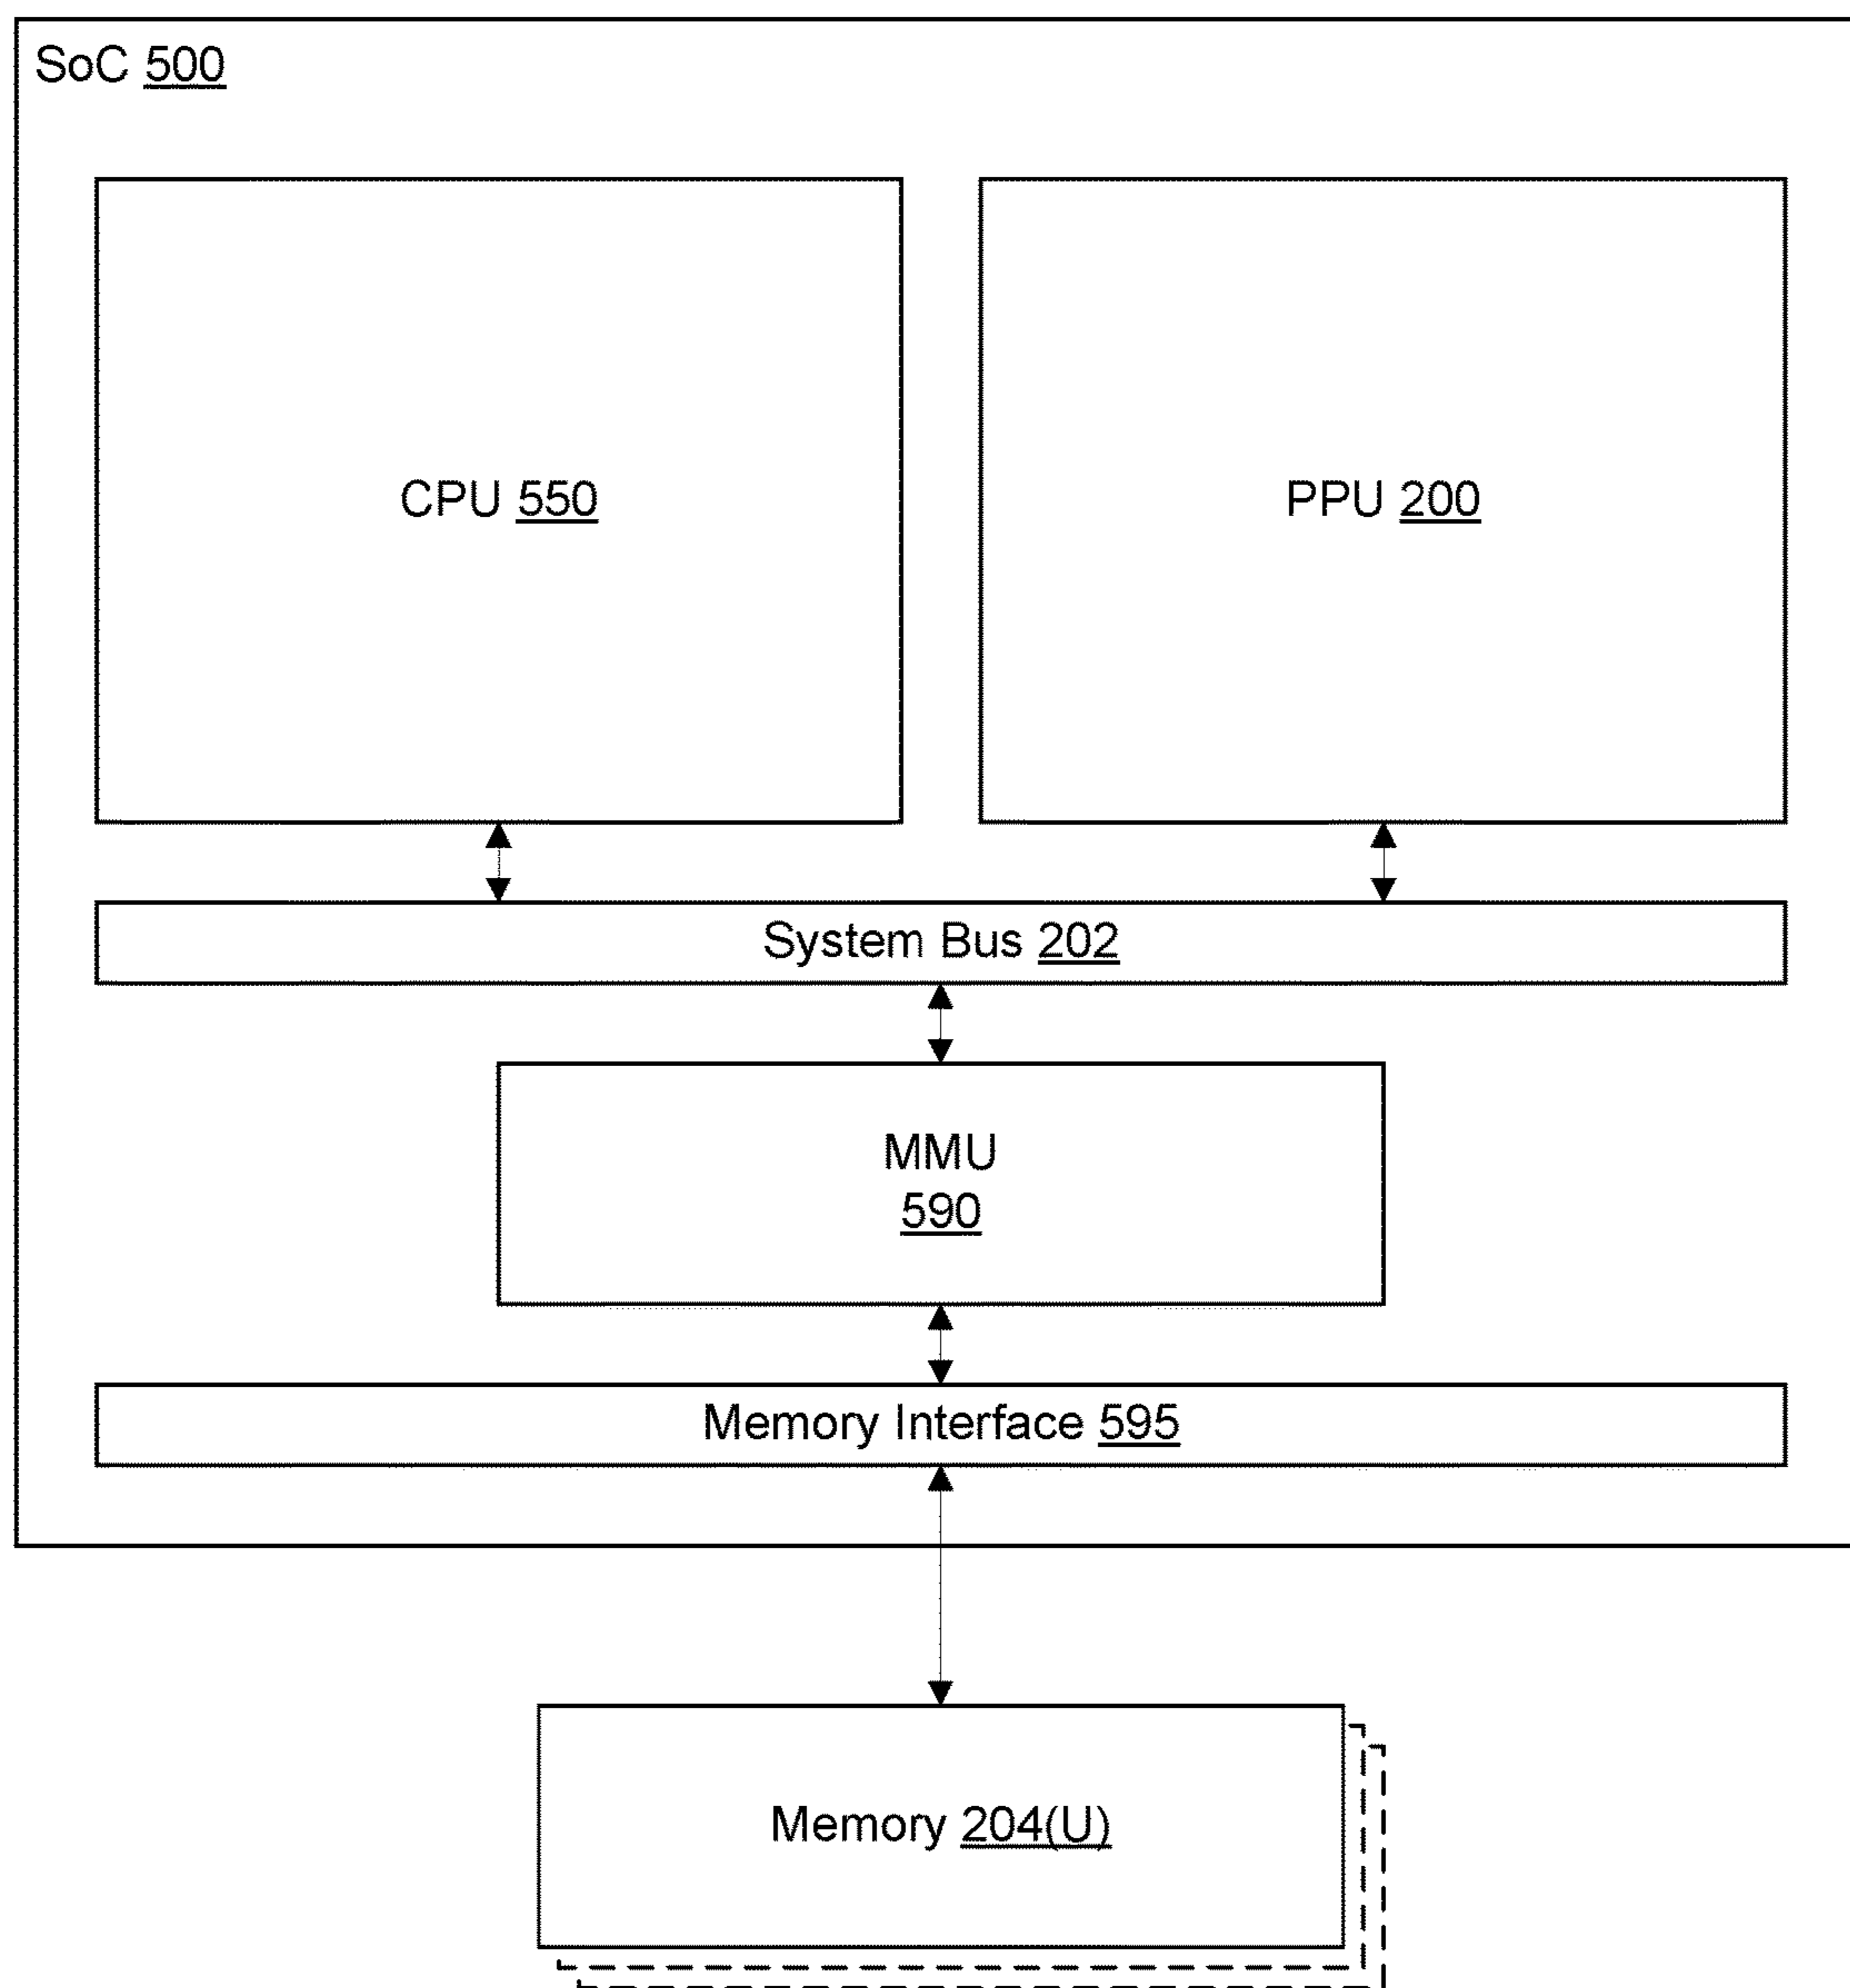 SoC 500
CPU 550
PPU 200
System Bus 202
MMU
590
Memory Interface 595
Memory 204(U)